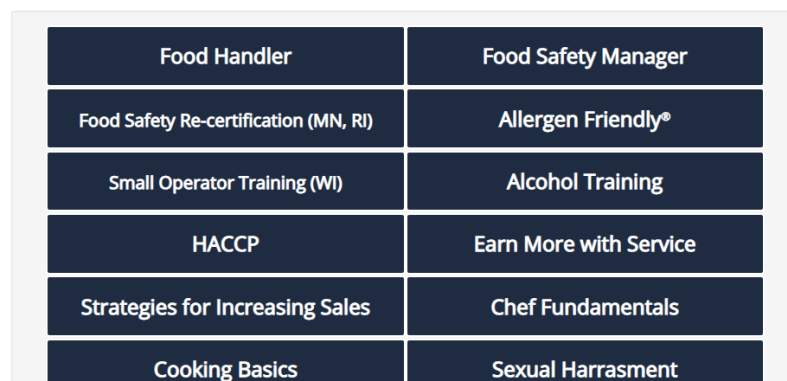 Food Handler
Food Safety Manager
Food Safety Re-certification (MN, RI)
Allergen Friendly®
Small Operator Training (WI)
Alcohol Training
HACCP
Earn More with Service
Strategies for Increasing Sales
Chef Fundamentals
Cooking Basics
Sexual Harrasment